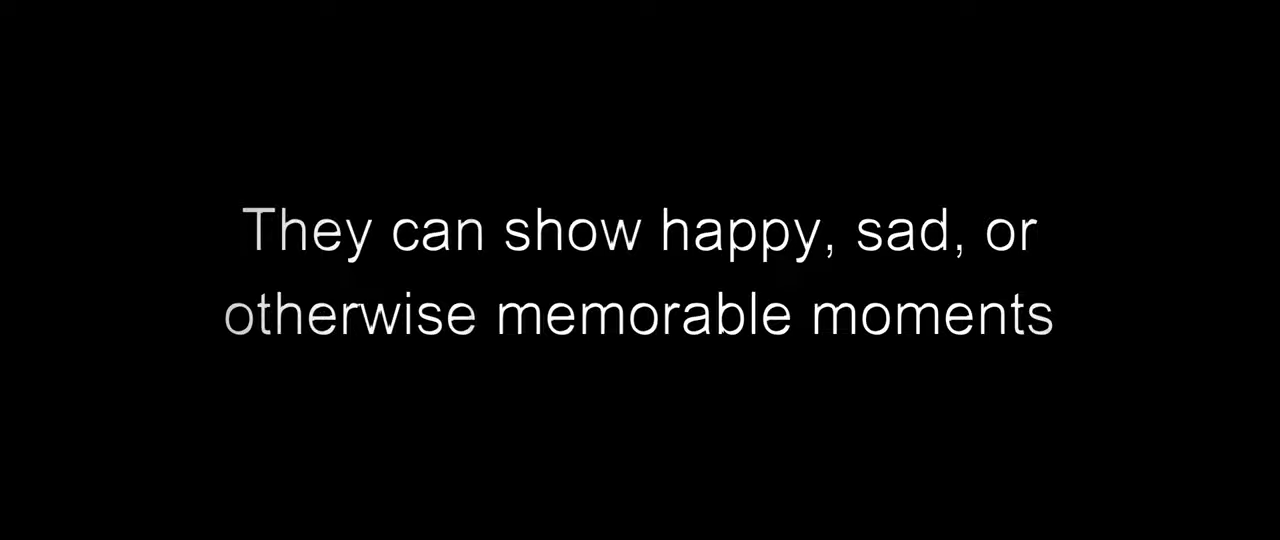 They can show happy, sad, or
otherwise memorable moments